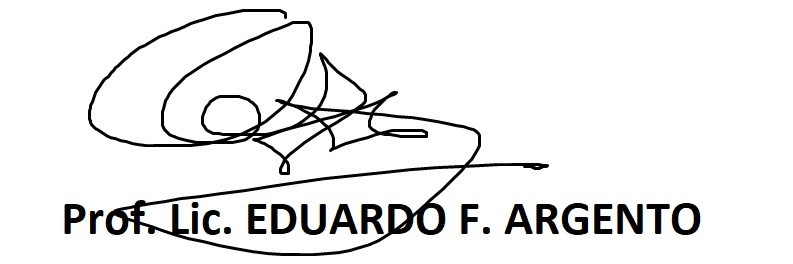 Prof. Lic. EDUARDO F. ARGENTO